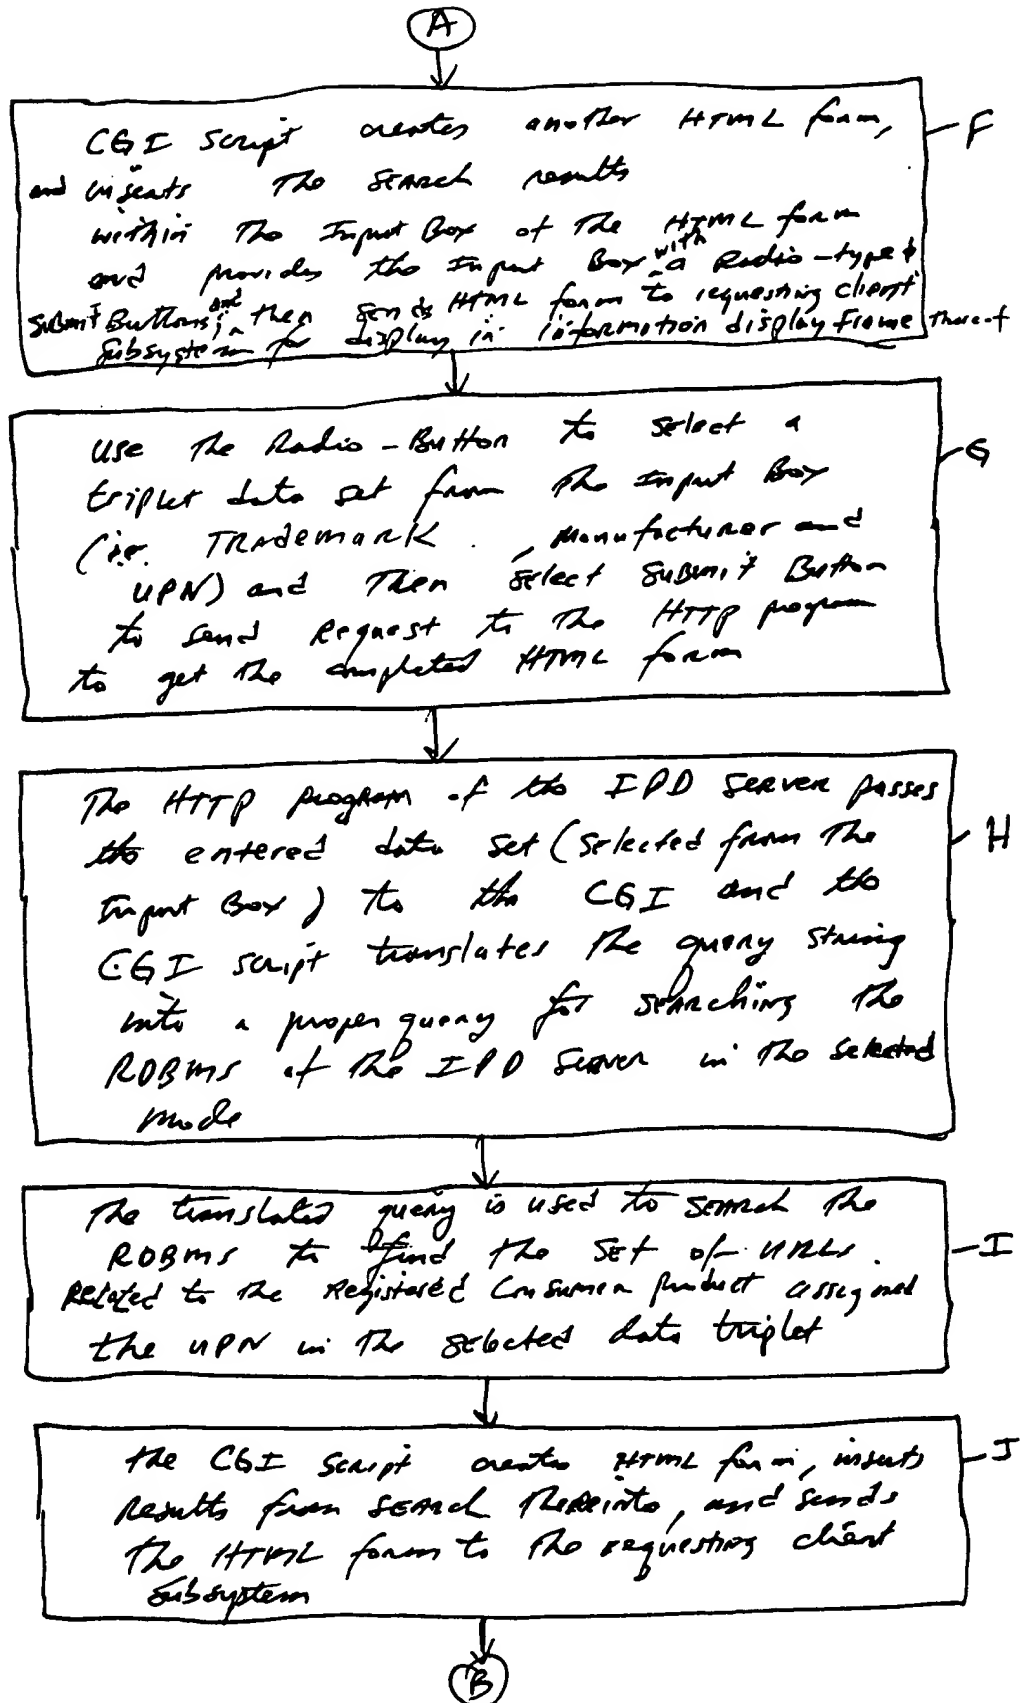 A
CGI Script creates another HTML form,
and inserts The SEARCH results
within The Input Box of The HTML form
and provides the Input Box with a Radio-type &
Submit Buttons; and then sends HTML form to requesting client
subsystem for display in information display Frame thereof
F
use The Radio-Button to select a
triplet data set from The Input Box
(i.e. TRADEMARK, Manufacturer and
UPN) and Then select Submit Button
to send Request to The HTTP program
to get The completed HTML form
G
The HTTP program of the IPD Server passes
the entered data set (selected from The
Input Box) to the CGI and the
CGI script translates The query string
into a proper query for SEARCHING The
RDBMS of The IPD Server in The selected
mode
H
The translated query is used to SEARCH The
RDBMS to find the SET of URLs
Related to The Registered Consumer product assigned
the UPN in The selected data triplet
I
the CGI Script creates HTML form, inserts
Results from SEARCH thereinto, and sends
The HTML form to The requesting client
subsystem
J
B